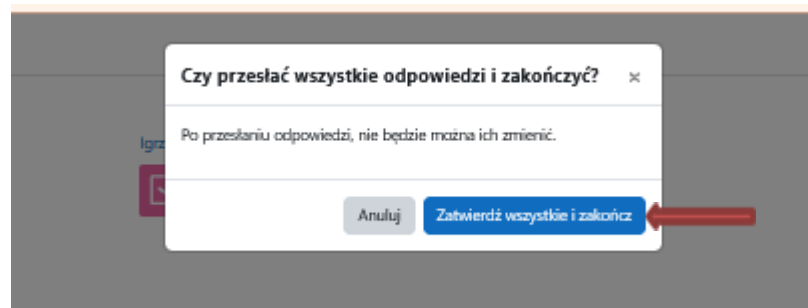 Czy przesłać wszystkie odpowiedzi i zakończyć? ×
Po przesłaniu odpowiedzi, nie będzie można ich zmienić.
Anuluj Zatwierdź wszystkie i zakończ